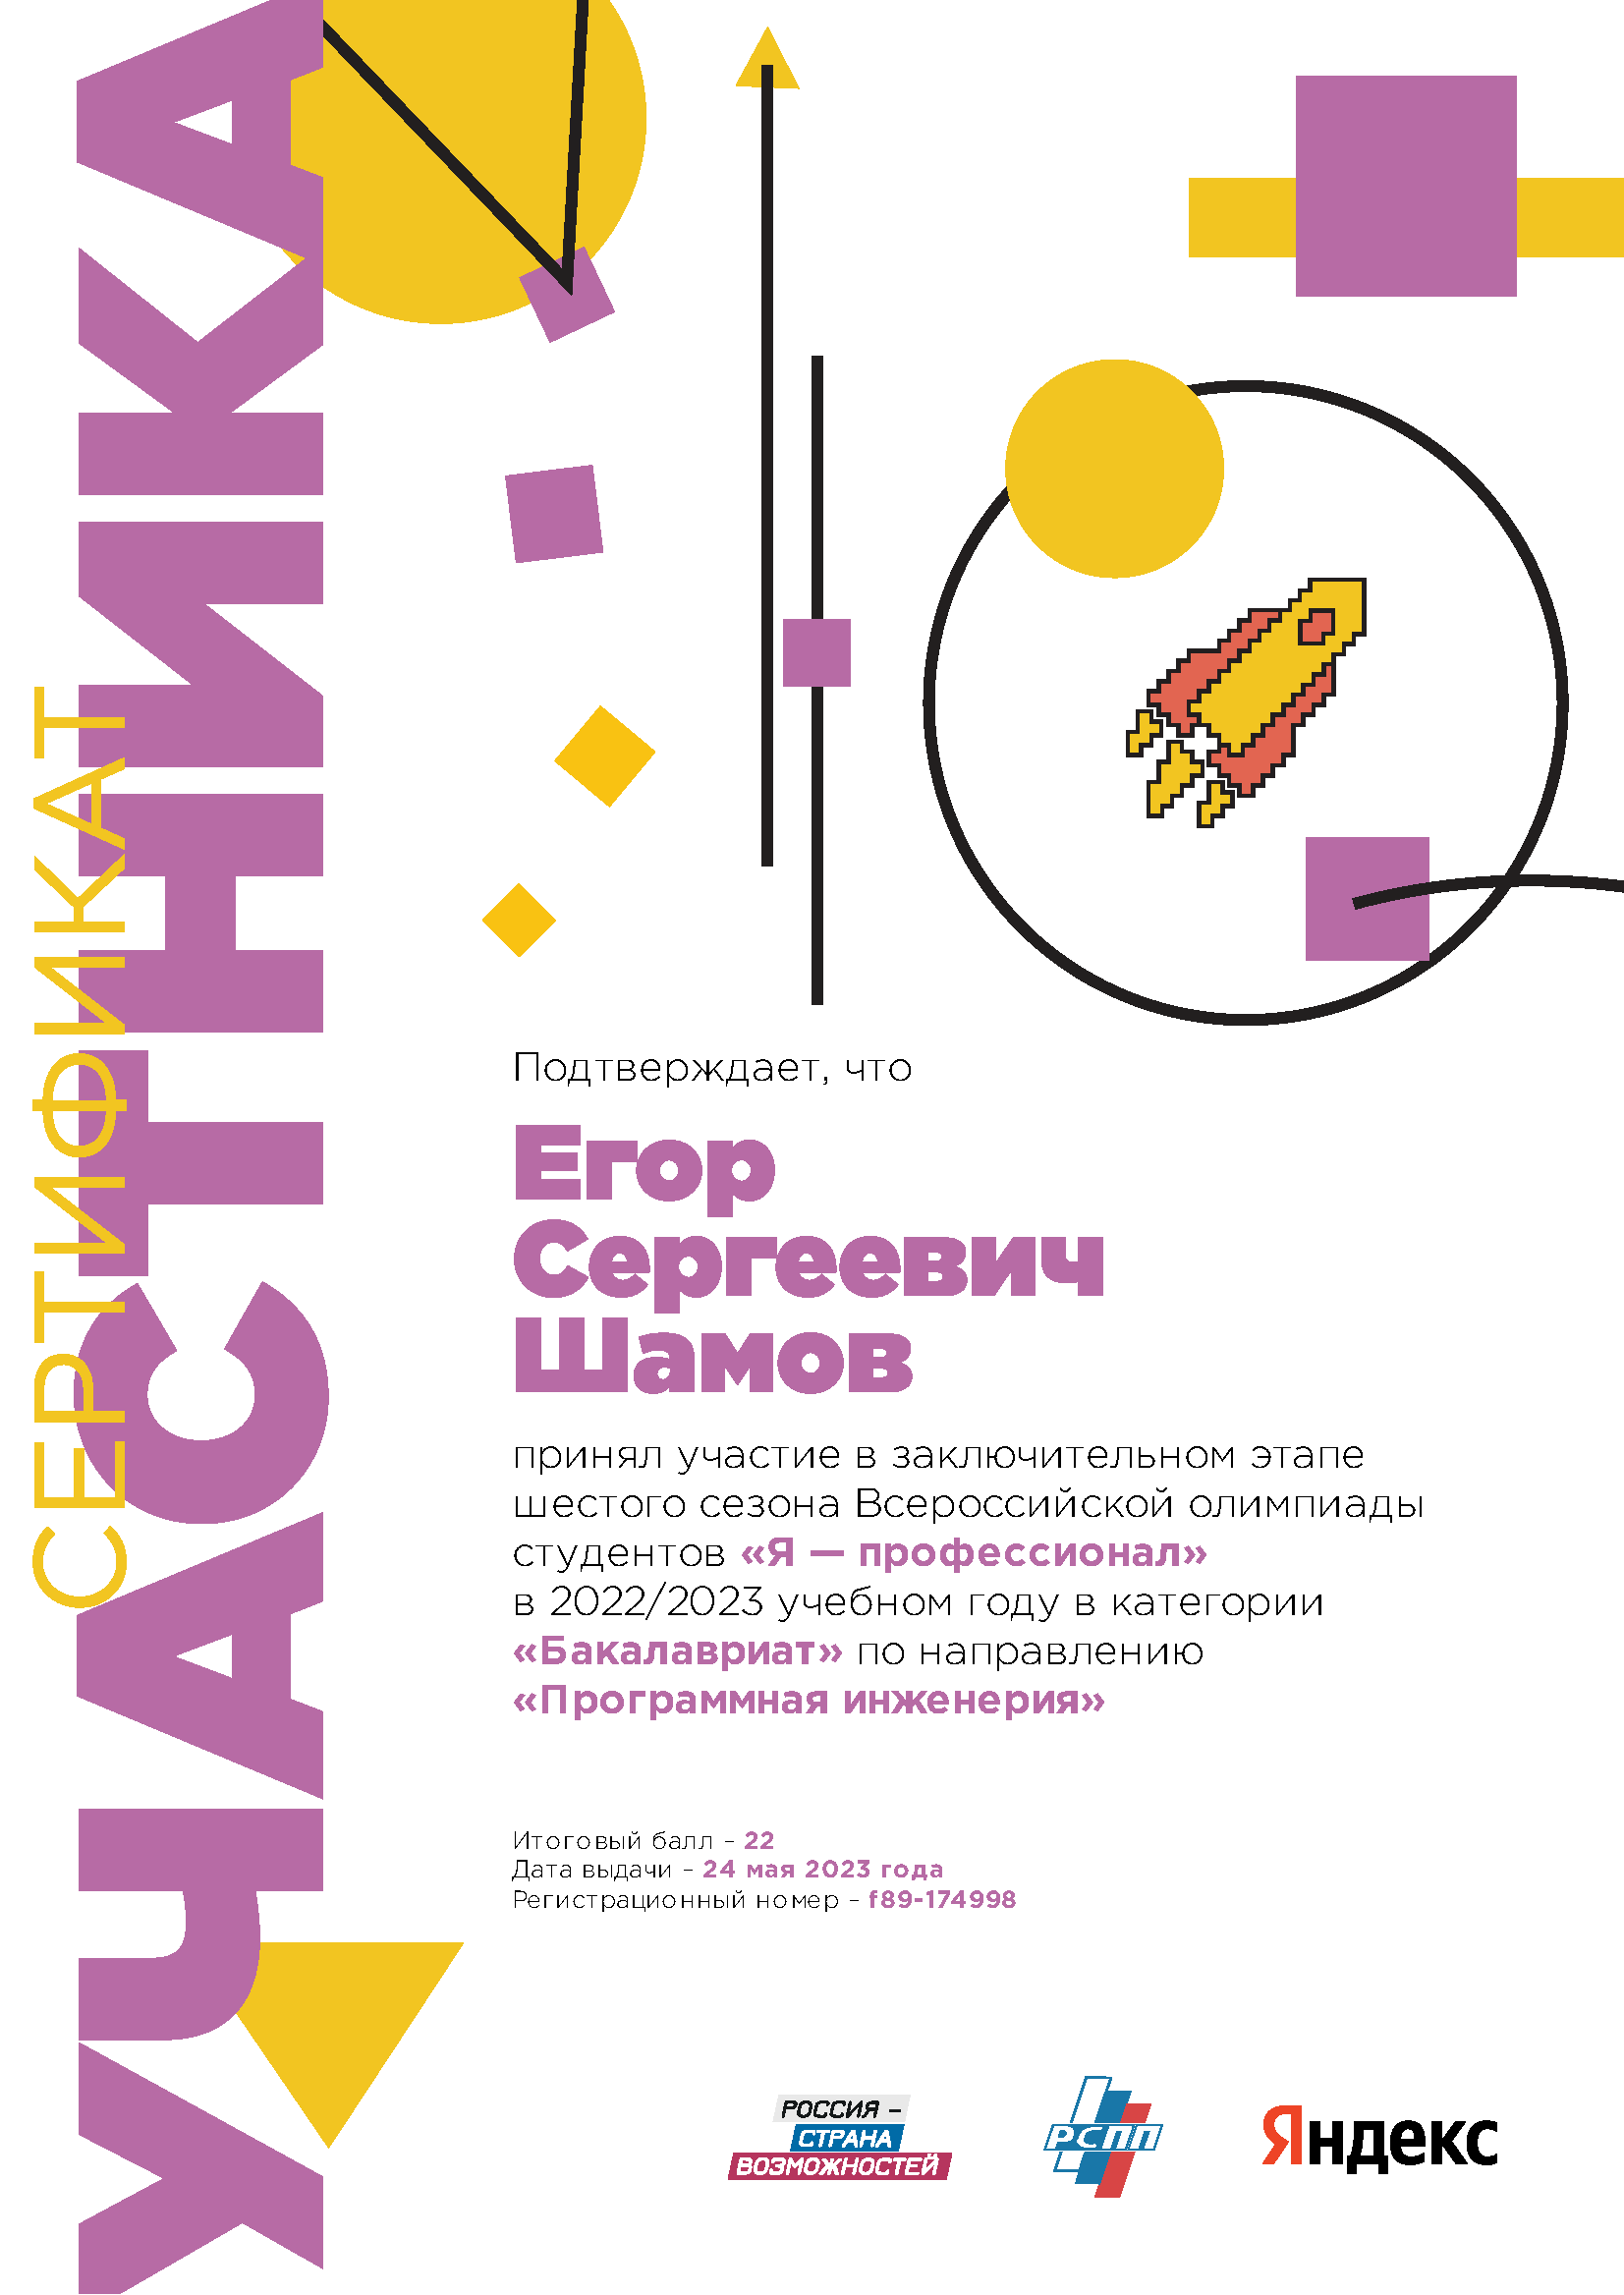 СЕРТИФИКАТ
УЧАСТНИКА
Подтверждает, что
Егор
Сергеевич
Шамов
принял участие в заключительном этапе
шестого сезона Всероссийской олимпиады
студентов «Я — профессионал»
в 2022/2023 учебном году в категории
«Бакалавриат» по направлению
«Программная инженерия»
Итоговый балл – 22
Дата выдачи – 24 мая 2023 года
Регистрационный номер – f89-174998
РОССИЯ –
СТРАНА
ВОЗМОЖНОСТЕЙ
РСПП
Яндекс